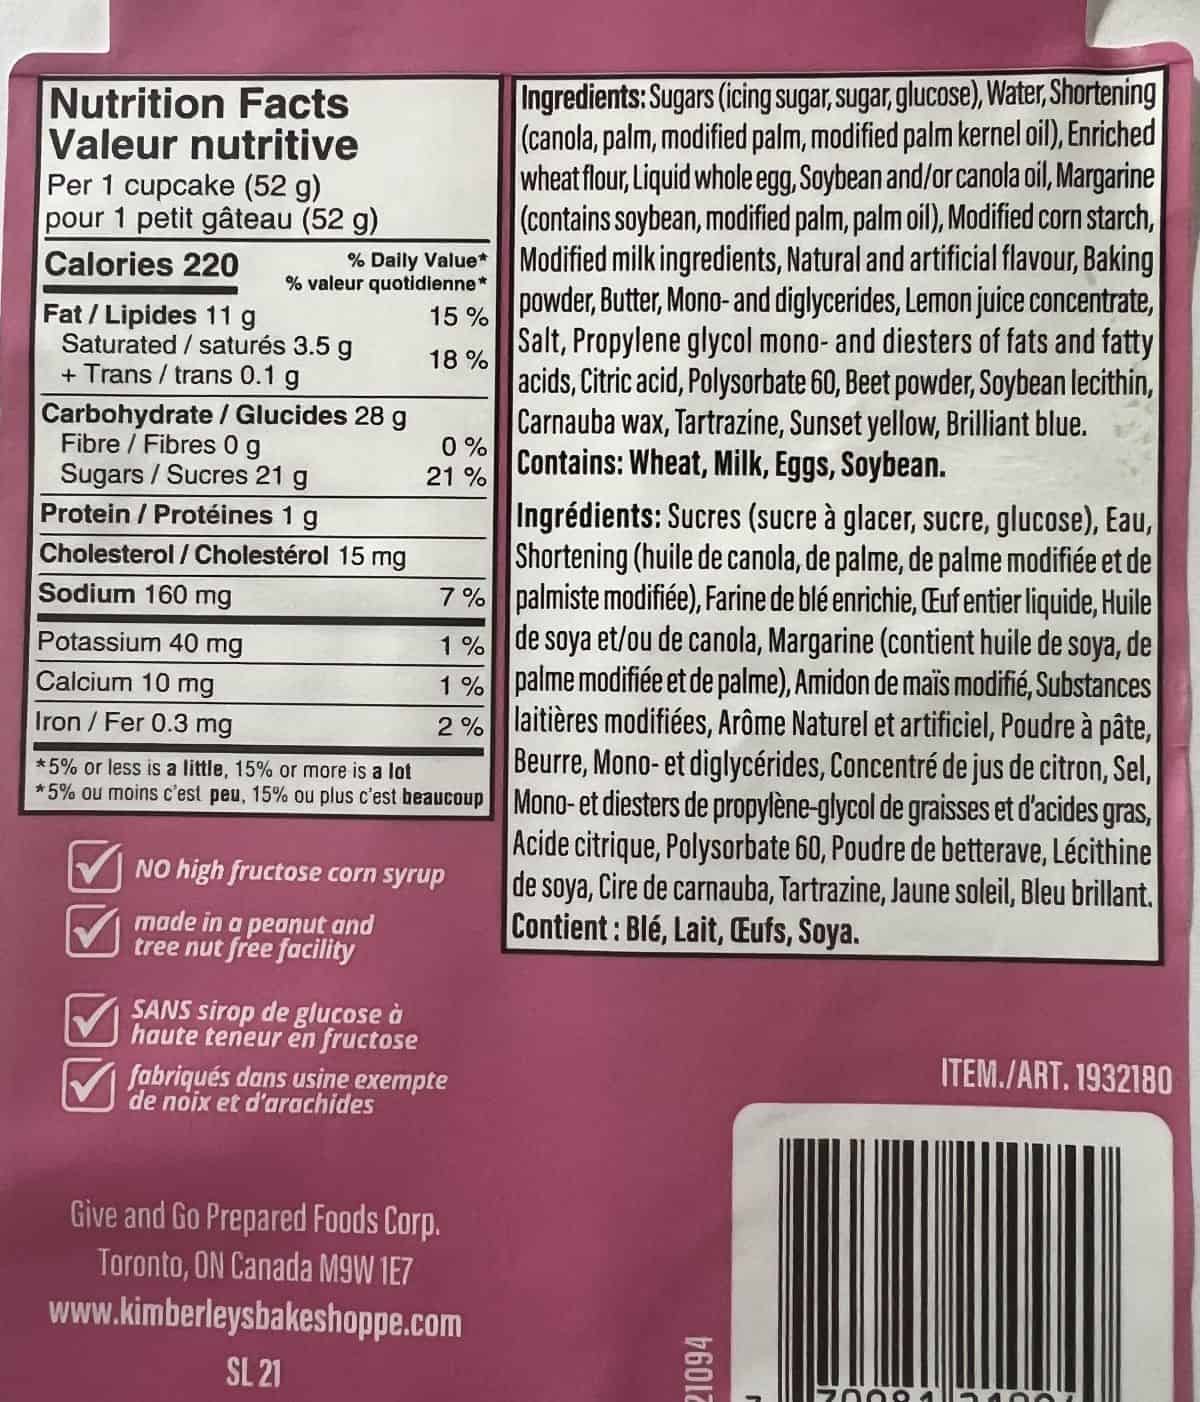 Nutrition Facts
Valeur nutritive
Per 1 cupcake (52 g)
pour 1 petit gâteau (52 g)
Calories 220
% Daily Value*
% valeur quotidienne*
Fat / Lipides 11 g 15 %
Saturated / saturés 3.5 g
+ Trans / trans 0.1 g 18 %
Carbohydrate / Glucides 28 g
Fibre / Fibres 0 g 0 %
Sugars / Sucres 21 g 21 %
Protein / Protéines 1 g
Cholesterol / Cholestérol 15 mg
Sodium 160 mg 7 %
Potassium 40 mg 1 %
Calcium 10 mg 1 %
Iron / Fer 0.3 mg 2 %
*5% or less is a little, 15% or more is a lot
*5% ou moins c'est peu, 15% ou plus c'est beaucoup
Ingredients: Sugars (icing sugar, sugar, glucose), Water, Shortening
(canola, palm, modified palm, modified palm kernel oil), Enriched
wheat flour, Liquid whole egg, Soybean and/or canola oil, Margarine
(contains soybean, modified palm, palm oil), Modified corn starch,
Modified milk ingredients, Natural and artificial flavour, Baking
powder, Butter, Mono- and diglycerides, Lemon juice concentrate,
Salt, Propylene glycol mono- and diesters of fats and fatty
acids, Citric acid, Polysorbate 60, Beet powder, Soybean lecithin,
Carnauba wax, Tartrazine, Sunset yellow, Brilliant blue.
Contains: Wheat, Milk, Eggs, Soybean.
Ingrédients: Sucres (sucre à glacer, sucre, glucose), Eau,
Shortening (huile de canola, de palme, de palme modifiée et de
palmiste modifiée), Farine de blé enrichie, Œuf entier liquide, Huile
de soya et/ou de canola, Margarine (contient huile de soya, de
palme modifiée et de palme), Amidon de maïs modifié, Substances
laitières modifiées, Arôme Naturel et artificiel, Poudre à pâte,
Beurre, Mono- et diglycérides, Concentré de jus de citron, Sel,
Mono- et diesters de propylène-glycol de graisses et d'acides gras,
Acide citrique, Polysorbate 60, Poudre de betterave, Lécithine
de soya, Cire de carnauba, Tartrazine, Jaune soleil, Bleu brillant.
Contient : Blé, Lait, Œufs, Soya.
NO high fructose corn syrup
made in a peanut and
tree nut free facility
SANS sirop de glucose à
haute teneur en fructose
fabriqués dans usine exempte
de noix et d'arachides
ITEM./ART. 1932180
Give and Go Prepared Foods Corp.
Toronto, ON Canada M9W 1E7
www.kimberleysbakeshoppe.com
SL 21
21094